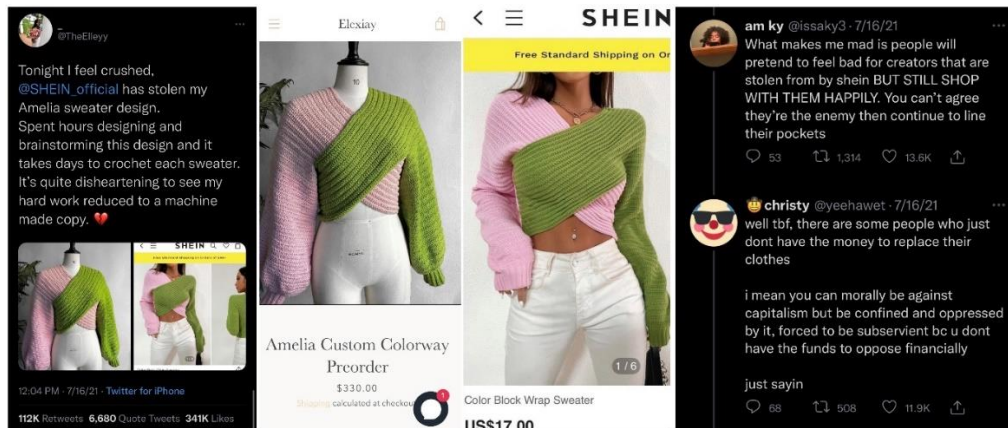 @TheElleyy
Tonight I feel crushed,
@SHEIN_official has stolen my
Amelia sweater design.
Spent hours designing and
brainstorming this design and it
takes days to crochet each sweater.
It's quite disheartening to see my
hard work reduced to a machine
made copy. 💔
SHEIN
12:04 PM · 7/16/21 · Twitter for iPhone
112K Retweets 6,680 Quote Tweets 341K Likes
Elexiay
10
Amelia Custom Colorway
Preorder
$330.00
Shipping calculated at checkout
1
SHEIN
Free Standard Shipping on Or
1/6
Color Block Wrap Sweater
US$17.00
am ky @issaky3 · 7/16/21
What makes me mad is people will
pretend to feel bad for creators that are
stolen from by shein BUT STILL SHOP
WITH THEM HAPPILY. You can't agree
they're the enemy then continue to line
their pockets
53 1,314 13.6K
christy @yeehawet · 7/16/21
well tbf, there are some people who just
dont have the money to replace their
clothes
i mean you can morally be against
capitalism but be confined and oppressed
by it, forced to be subservient bc u dont
have the funds to oppose financially
just sayin
68 508 11.9K